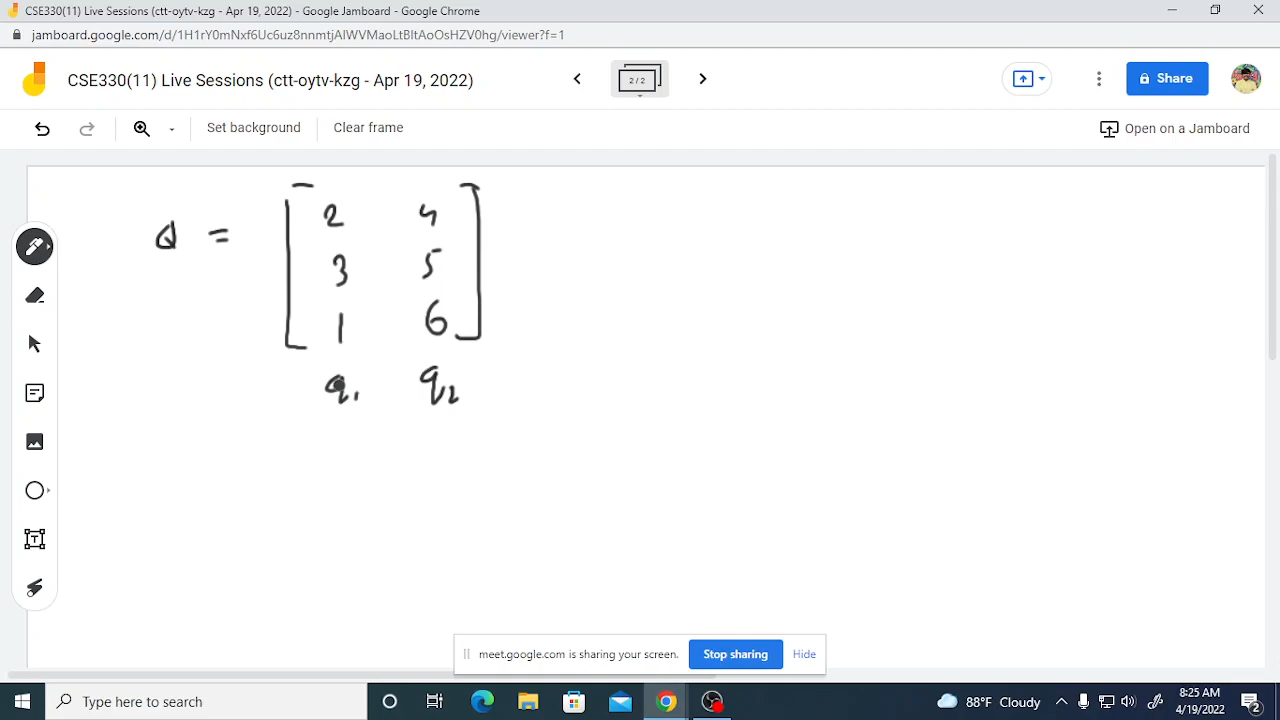 CSE330(11) Live Sessions (ctt-oytv-kzg - Apr 19, 2022) - Google Jamboard - Google Chrome
jamboard.google.com/d/1H1rY0mNxf6Uc6uz8nnmtjAIWVMaoLtBItAoOsHZV0hg/viewer?f=1
CSE330(11) Live Sessions (ctt-oytv-kzg - Apr 19, 2022)
2 / 2
Share
Set background
Clear frame
Open on a Jamboard
2 4
Q =
3 5
1 6
q1 q2
meet.google.com is sharing your screen.
Stop sharing
Hide
Type here to search
88°F Cloudy
8:25 AM
4/19/2022
2